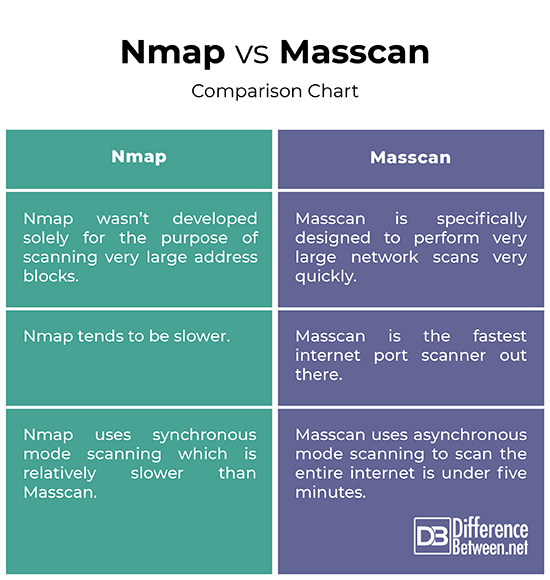 Nmap vs Masscan
Comparison Chart
Nmap
Masscan
Nmap wasn't developed
solely for the purpose of
scanning very large address
blocks.
Masscan is specifically
designed to perform very
large network scans very
quickly.
Nmap tends to be slower.
Masscan is the fastest
internet port scanner out
there.
Nmap uses synchronous
mode scanning which is
relatively slower than
Masscan.
Masscan uses asynchronous
mode scanning to scan the
entire internet is under five
minutes.
DB Difference
Between.net